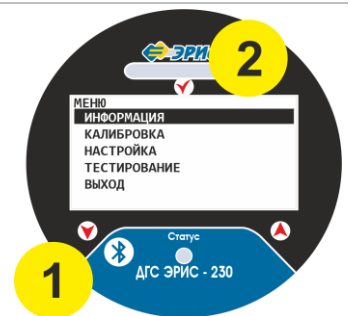 ЭРИС
2
МЕНЮ
ИНФОРМАЦИЯ
КАЛИБРОВКА
НАСТРОЙКА
ТЕСТИРОВАНИЕ
ВЫХОД
Статус
1
ДГС ЭРИС - 230